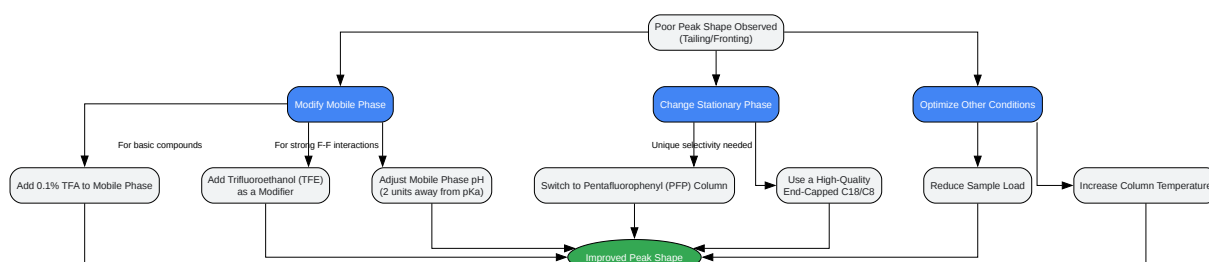 Poor Peak Shape Observed
(Tailing/Fronting)
Modify Mobile Phase
Change Stationary Phase
Optimize Other Conditions
For basic compounds
For strong F-F interactions
Unique selectivity needed
Add 0.1% TFA to Mobile Phase
Add Trifluroethanol (TFE)
as a Modifier
Adjust Mobile Phase pH
(2 units away from pKa)
Switch to Pentafluorophenyl (PFP) Column
Use a High-Quality
End-Capped C18/C8
Reduce Sample Load
Increase Column Temperature
Improved Peak Shape